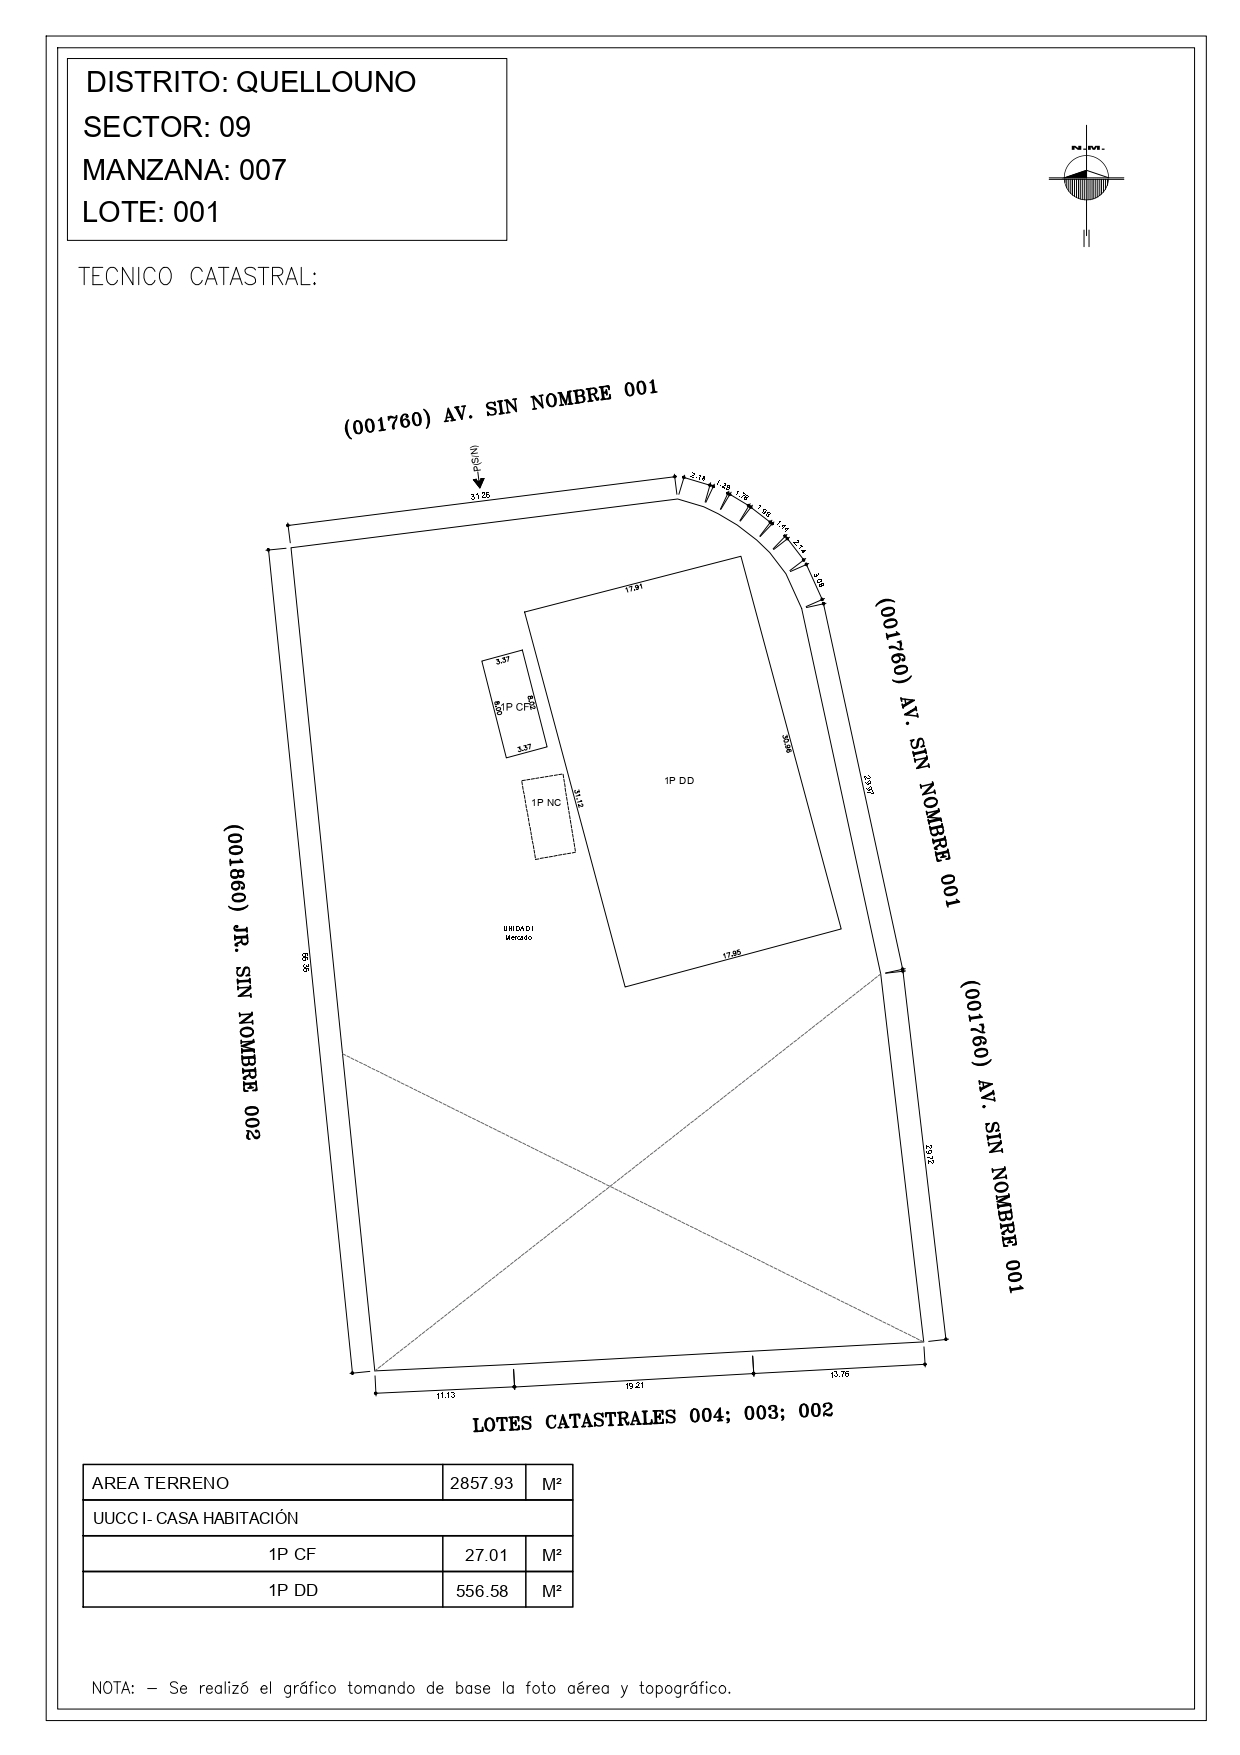 DISTRITO: QUELLOUNO
SECTOR: 09
MANZANA: 007
LOTE: 001
N.M.
TECNICO CATASTRAL:
(001760) AV. SIN NOMBRE 001
P(S/N)
31.26
2.18
1.29
1.76
1.98
1.44
2.14
3.08
17.91
(001760) AV. SIN NOMBRE 001
3.37
8.00
1P CF
8.02
3.37
30.96
29.97
1P DD
1P NC
31.12
(001860) JR. SIN NOMBRE 002
66.36
UNIDAD I
Mercado
17.95
(001760) AV. SIN NOMBRE 001
29.72
11.13
19.21
13.76
LOTES CATASTRALES 004; 003; 002
AREA TERRENO 2857.93 M²
UUCC I- CASA HABITACIÓN
1P CF 27.01 M²
1P DD 556.58 M²
NOTA: - Se realizó el gráfico tomando de base la foto aérea y topográfico.